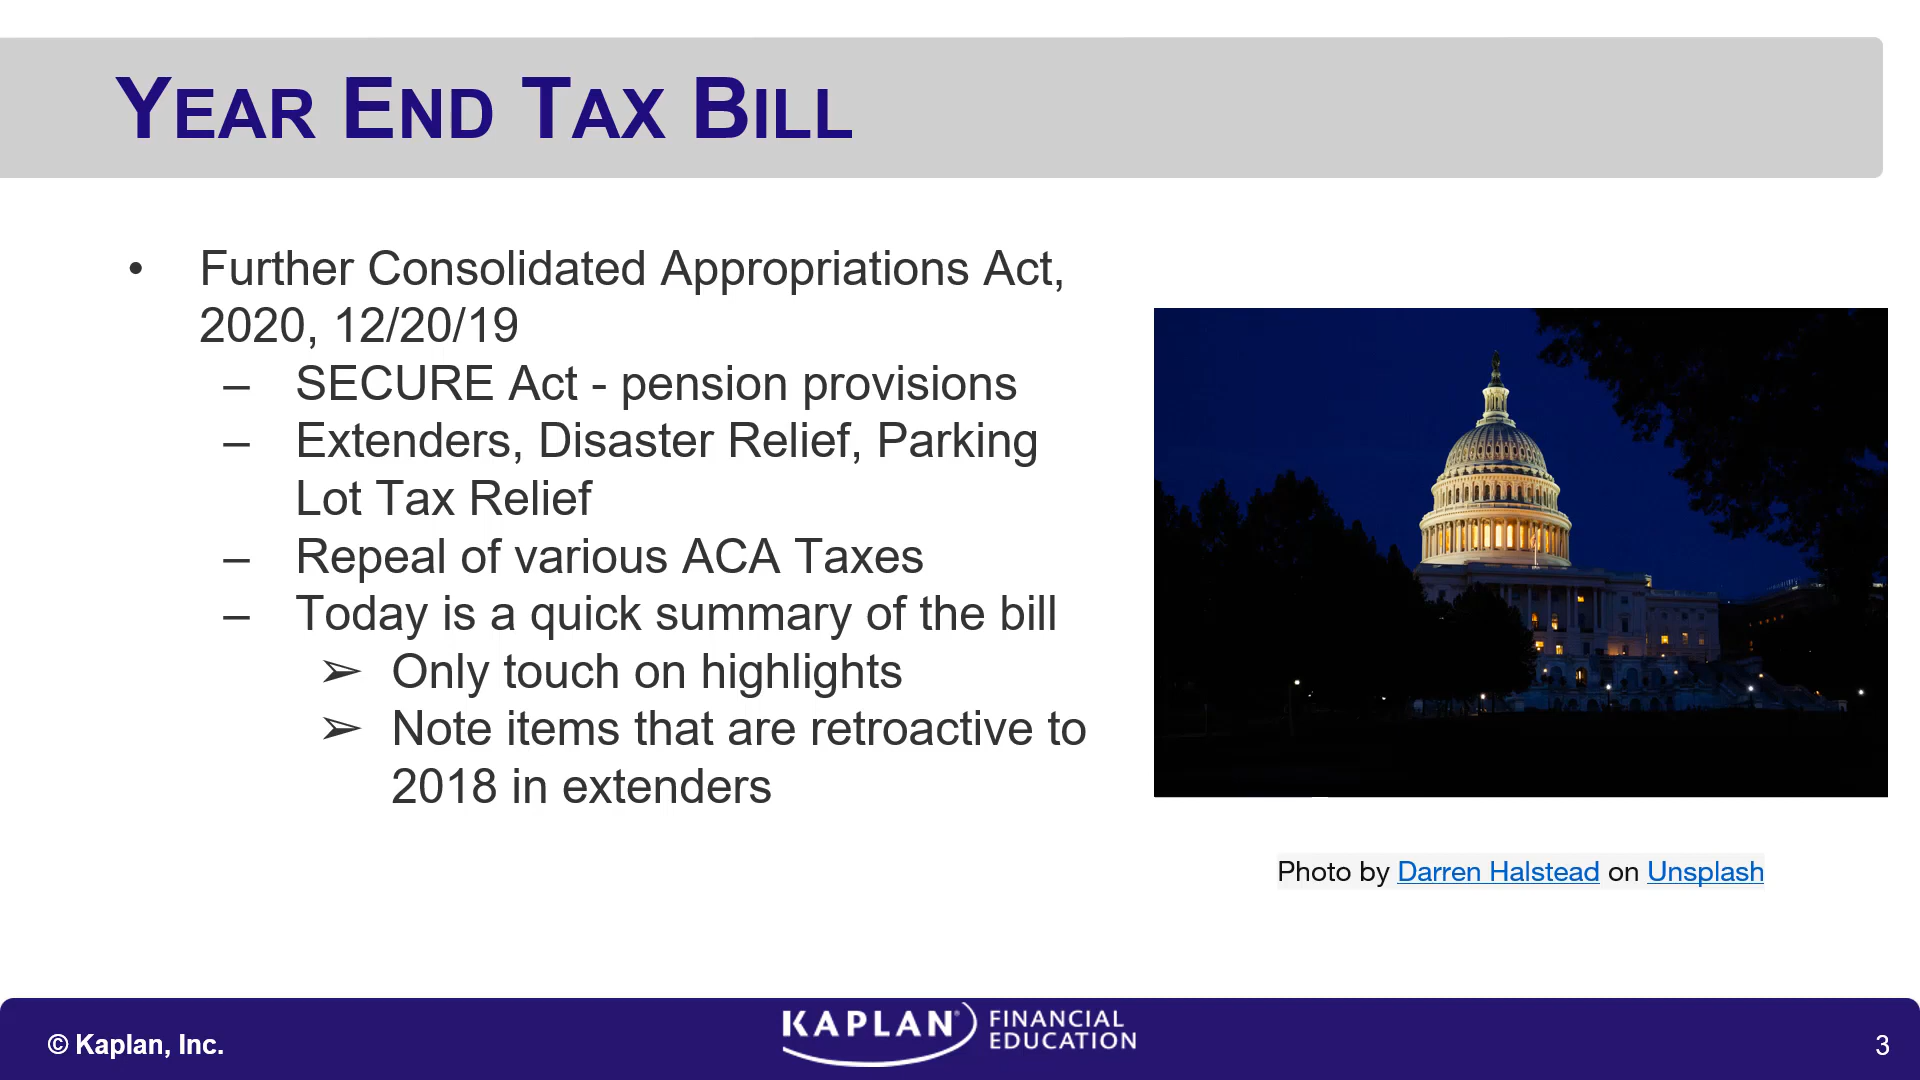 YEAR END TAX BILL
• Further Consolidated Appropriations Act,
2020, 12/20/19
– SECURE Act - pension provisions
– Extenders, Disaster Relief, Parking
Lot Tax Relief
– Repeal of various ACA Taxes
– Today is a quick summary of the bill
➢ Only touch on highlights
➢ Note items that are retroactive to
2018 in extenders
Photo by Darren Halstead on Unsplash
© Kaplan, Inc.
KAPLAN® FINANCIAL
EDUCATION
3